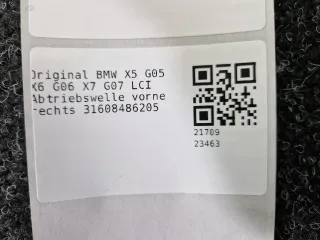 Original BMW X5 G05
X6 G06 X7 G07 LCI
Abtriebswelle vorne
rechts 31608486205
21709
23463